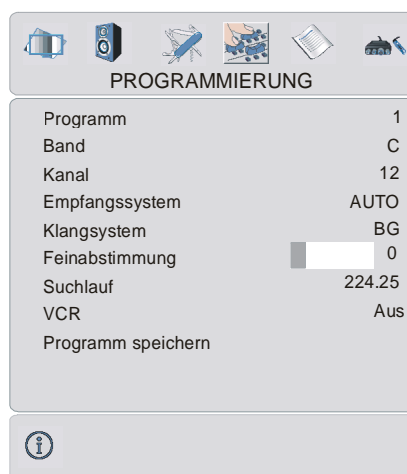 PROGRAMMIERUNG
Programm 1
Band C
Kanal 12
Empfangssystem AUTO
Klangsystem BG
Feinabstimmung 0
Suchlauf 224.25
VCR Aus
Programm speichern